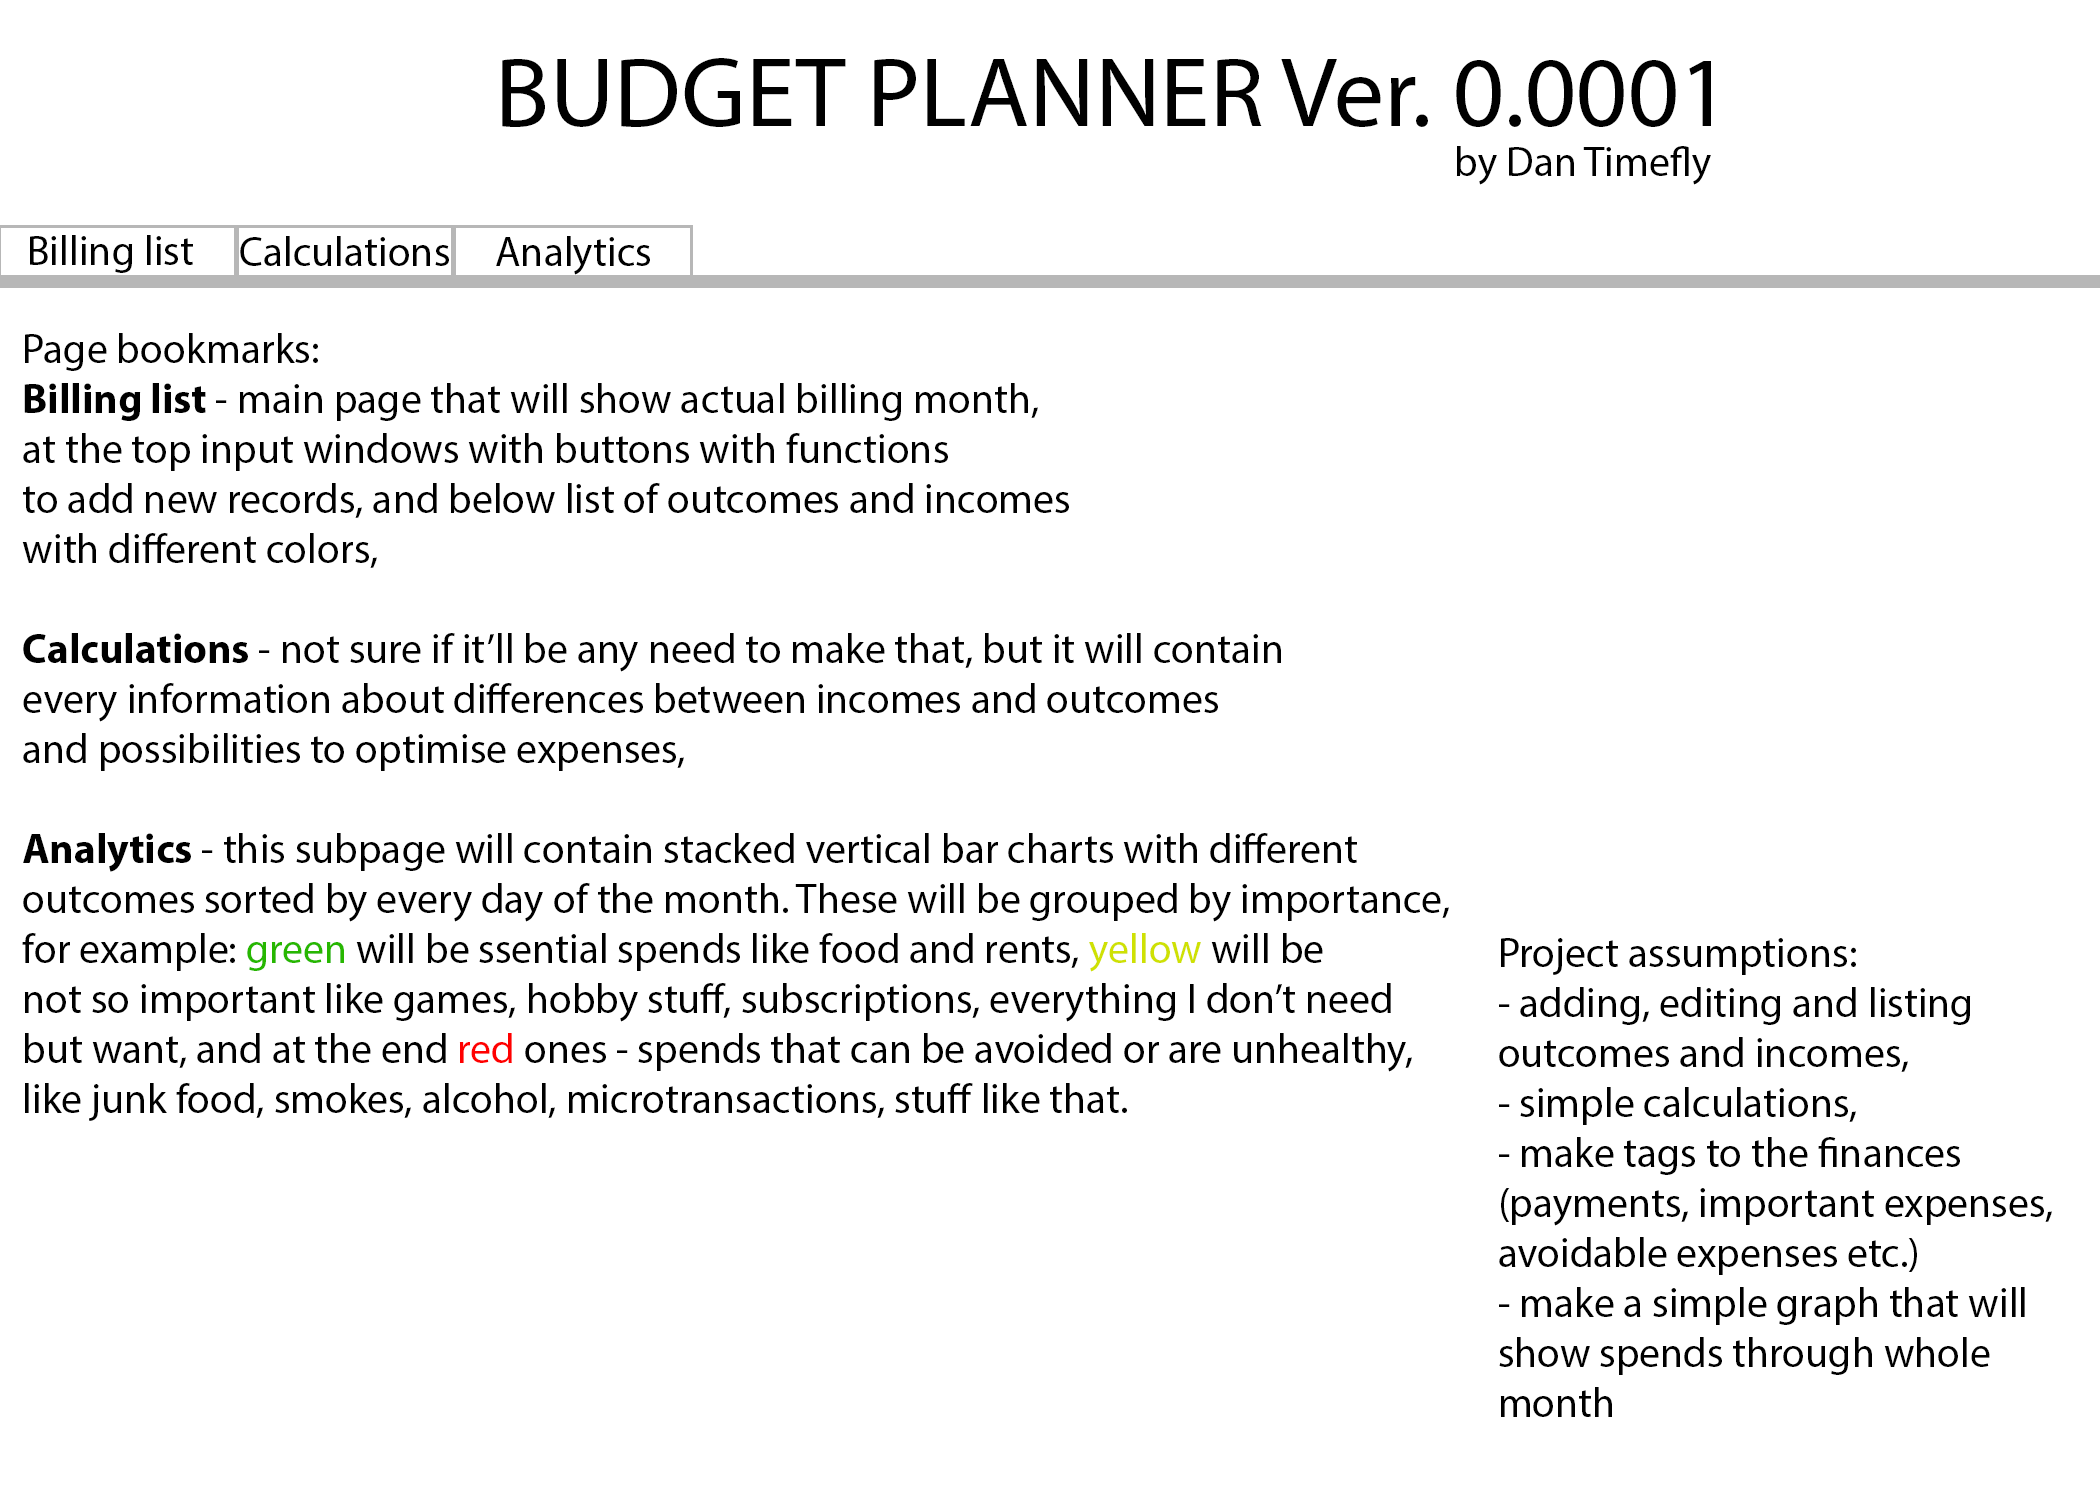 BUDGET PLANNER Ver. 0.0001
by Dan Timefly
Billing list
Calculations
Analytics
Page bookmarks:
Billing list - main page that will show actual billing month,
at the top input windows with buttons with functions
to add new records, and below list of outcomes and incomes
with different colors,
Calculations - not sure if it’ll be any need to make that, but it will contain
every information about differences between incomes and outcomes
and possibilities to optimise expenses,
Analytics - this subpage will contain stacked vertical bar charts with different
outcomes sorted by every day of the month. These will be grouped by importance,
for example: green will be ssential spends like food and rents, yellow will be
not so important like games, hobby stuff, subscriptions, everything I don’t need
but want, and at the end red ones - spends that can be avoided or are unhealthy,
like junk food, smokes, alcohol, microtransactions, stuff like that.
Project assumptions:
- adding, editing and listing
outcomes and incomes,
- simple calculations,
- make tags to the finances
(payments, important expenses,
avoidable expenses etc.)
- make a simple graph that will
show spends through whole
month